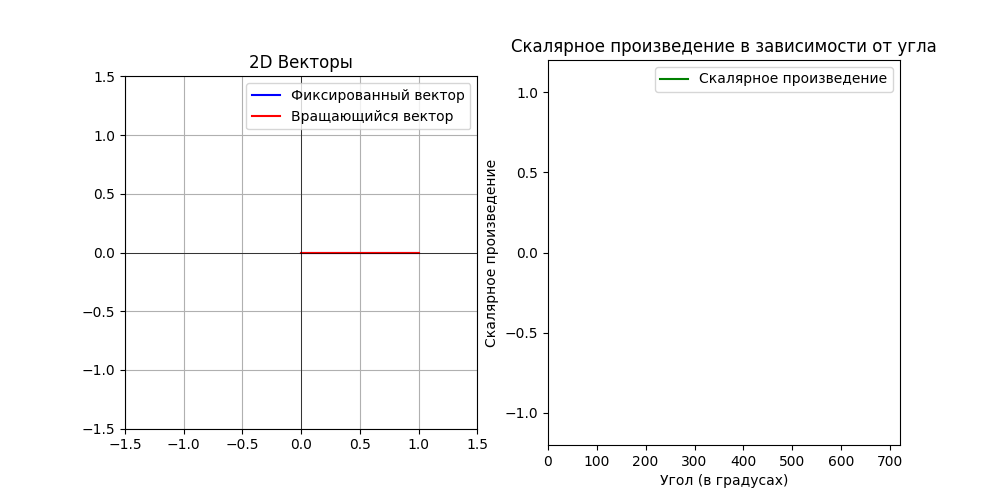 2D Векторы
Фиксированный вектор
Вращающийся вектор
1.5
1.0
0.5
0.0
−0.5
−1.0
−1.5
−1.5 −1.0 −0.5 0.0 0.5 1.0 1.5
Скалярное произведение в зависимости от угла
Скалярное произведение
Скалярное произведение
1.0
0.5
0.0
−0.5
−1.0
0 100 200 300 400 500 600 700
Угол (в градусах)